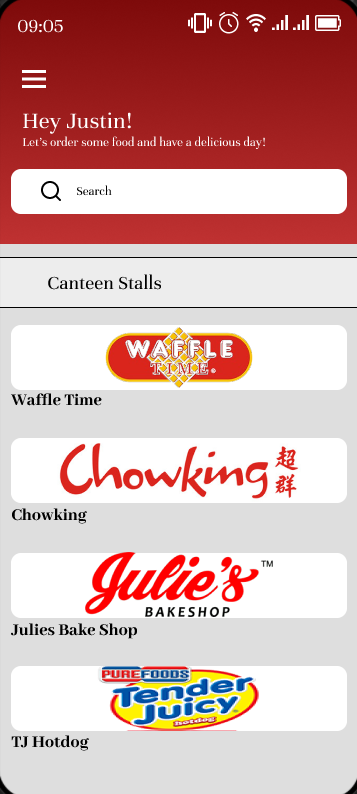 09:05
Hey Justin!
Let's order some food and have a delicious day!
Search
Canteen Stalls
WAFFLE
TIME®
Waffle Time
Chowking 超群
Chowking
Julie's™
BAKESHOP
Julies Bake Shop
PUREFOODS
Tender
Juicy
hotdog
TJ Hotdog